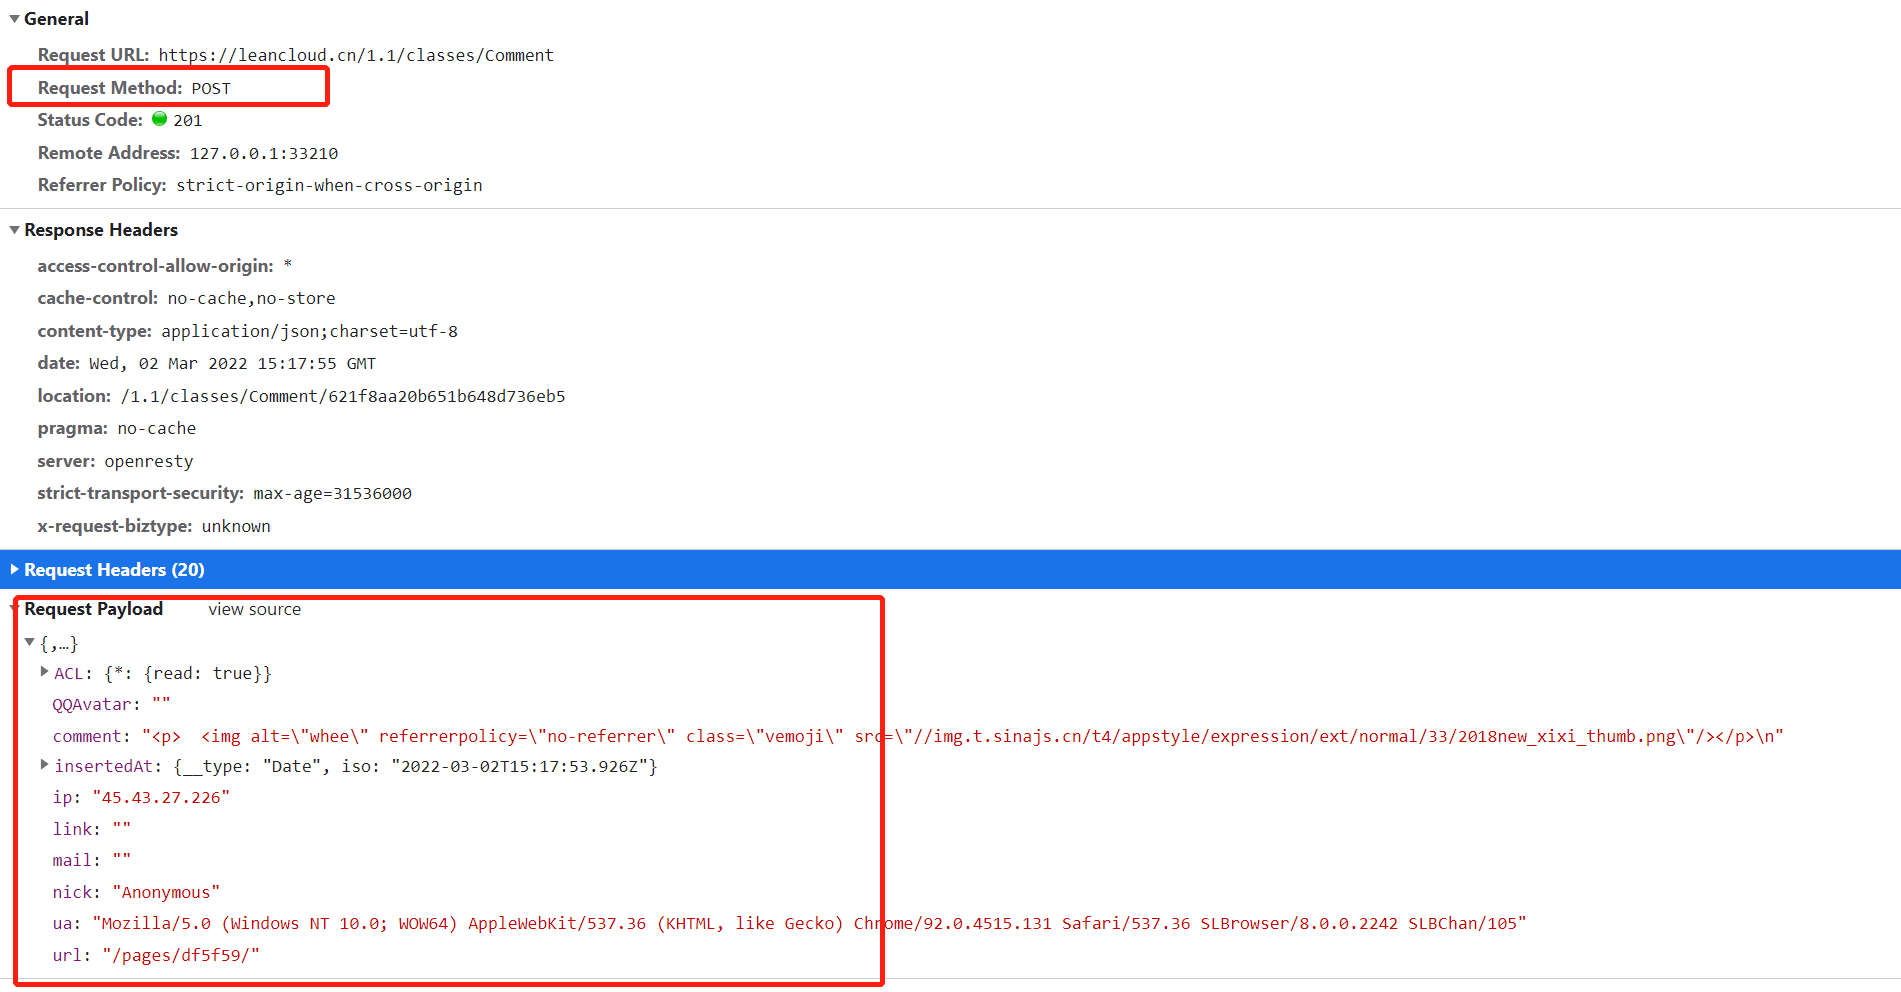 General
Request URL: https://leancloud.cn/1.1/classes/Comment
Request Method: POST
Status Code: 201
Remote Address: 127.0.0.1:33210
Referrer Policy: strict-origin-when-cross-origin
Response Headers
access-control-allow-origin: *
cache-control: no-cache,no-store
content-type: application/json;charset=utf-8
date: Wed, 02 Mar 2022 15:17:55 GMT
location: /1.1/classes/Comment/621f8aa20b651b648d736eb5
pragma: no-cache
server: openresty
strict-transport-security: max-age=31536000
x-request-biztype: unknown
Request Headers (20)
Request Payload view source
{,…}
ACL: {*: {read: true}}
QQAvatar: ""
comment: "<p>  <img alt=\"whee\" referrerpolicy=\"no-referrer\" class=\"vemoji\" src=\"//img.t.sinajs.cn/t4/appstyle/expression/ext/normal/33/2018new_xixi_thumb.png\"/></p>\n"
insertedAt: {__type: "Date", iso: "2022-03-02T15:17:53.926Z"}
ip: "45.43.27.226"
link: ""
mail: ""
nick: "Anonymous"
ua: "Mozilla/5.0 (Windows NT 10.0; WOW64) AppleWebKit/537.36 (KHTML, like Gecko) Chrome/92.0.4515.131 Safari/537.36 SLBrowser/8.0.0.2242 SLBChan/105"
url: "/pages/df5f59/"